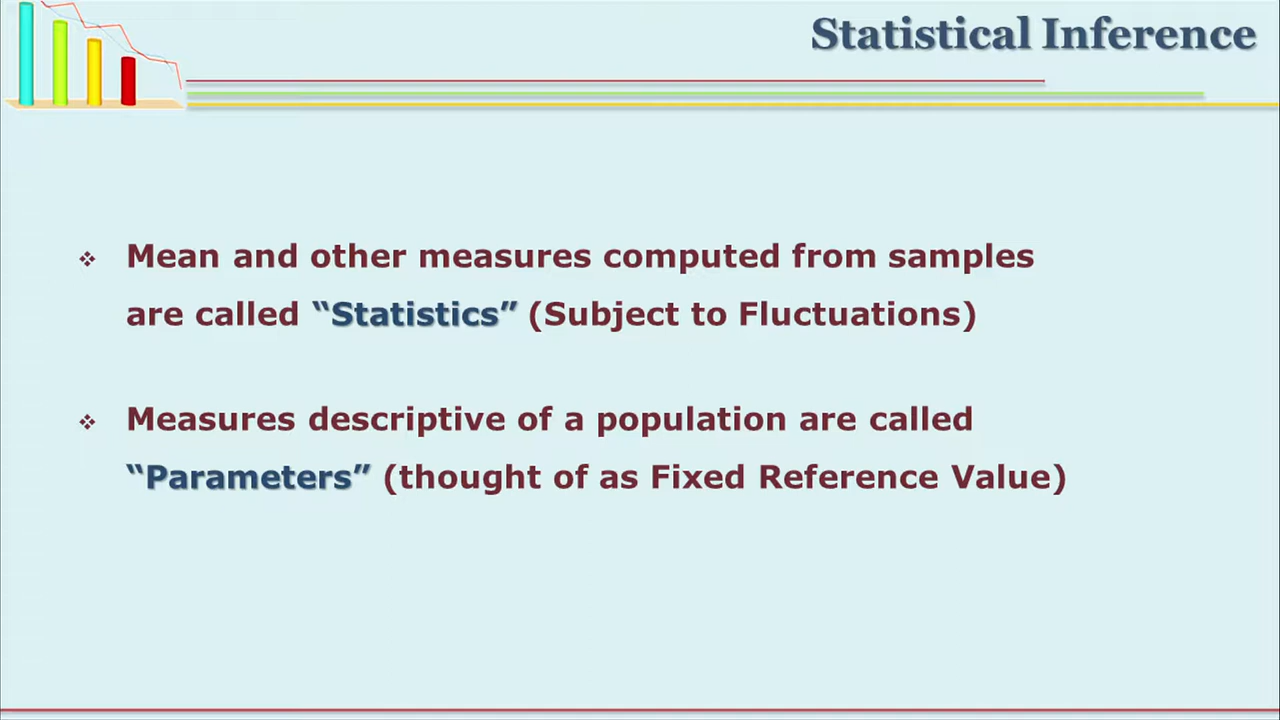 Statistical Inference
❖ Mean and other measures computed from samples
are called “Statistics” (Subject to Fluctuations)
❖ Measures descriptive of a population are called
“Parameters” (thought of as Fixed Reference Value)